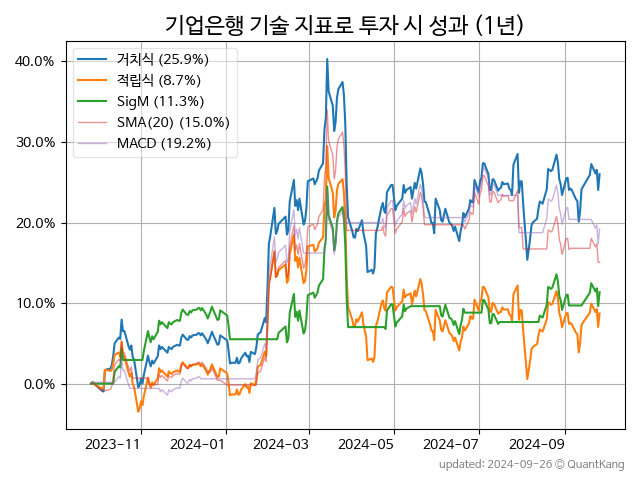 기업은행 기술 지표로 투자 시 성과 (1년)
거치식 (25.9%)
적립식 (8.7%)
SigM (11.3%)
SMA(20) (15.0%)
MACD (19.2%)
40.0%
30.0%
20.0%
10.0%
0.0%
2023-11 2024-01 2024-03 2024-05 2024-07 2024-09
updated: 2024-09-26 © QuantKang